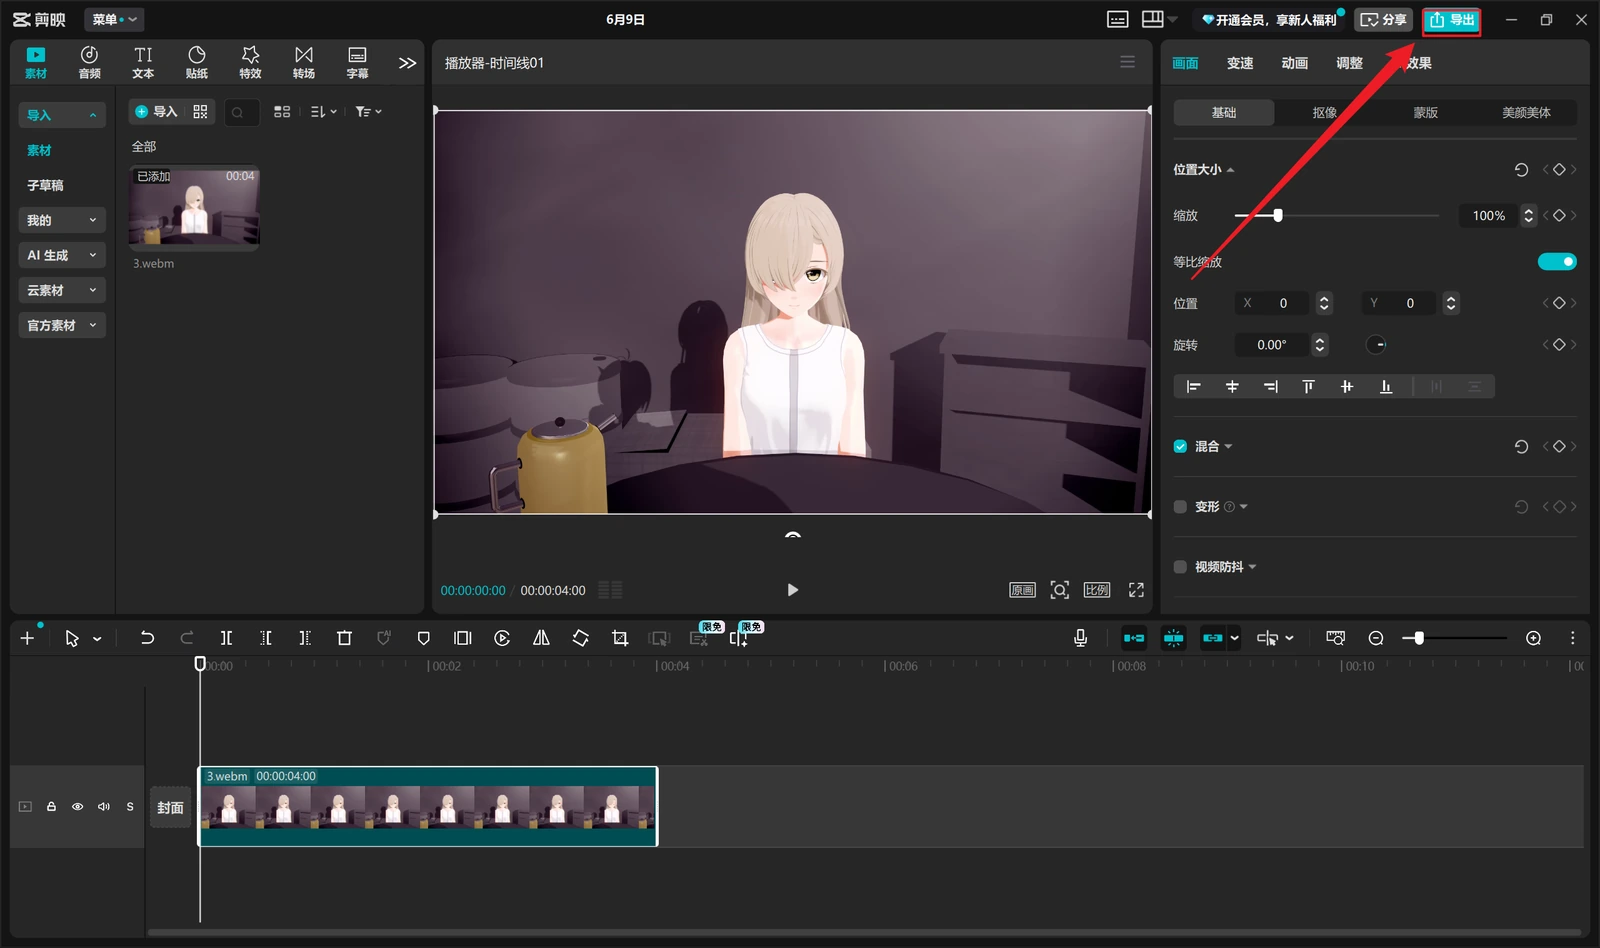 剪映
菜单
6月9日
开通会员，享新人福利
分享
导出
素材
音频
文本
贴纸
特效
转场
字幕
导入
素材
子草稿
我的
AI 生成
云素材
官方素材
导入
全部
已添加
00:04
3.webm
播放器-时间线01
00:00:00:00 / 00:00:04:00
原画
比例
画面
变速
动画
调整
效果
基础
抠像
蒙版
美颜美体
位置大小
缩放
100%
等比缩放
位置
X 0
Y 0
旋转
0.00°
混合
变形
视频防抖
限免
限免
00:00
00:02
00:04
00:06
00:08
00:10
S
封面
3.webm 00:00:04:00